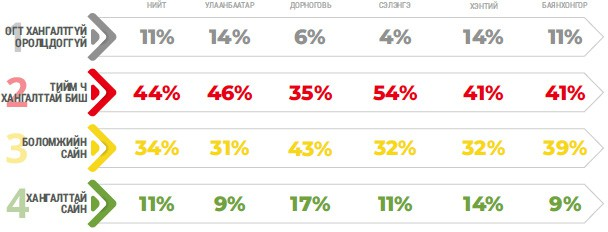 НИЙТ УЛААНБААТАР ДОРНОГОВЬ СЭЛЭНГЭ ХЭНТИЙ БАЯНХОНГОР
1 ОГТ ХАНГАЛТГҮЙ
ОРОЛЦДОГГҮЙ
11% 14% 6% 4% 14% 11%
2 ТИЙМ Ч
ХАНГАЛТТАЙ БИШ
44% 46% 35% 54% 41% 41%
3 БОЛОМЖИЙН
САЙН
34% 31% 43% 32% 32% 39%
4 ХАНГАЛТТАЙ
САЙН
11% 9% 17% 11% 14% 9%